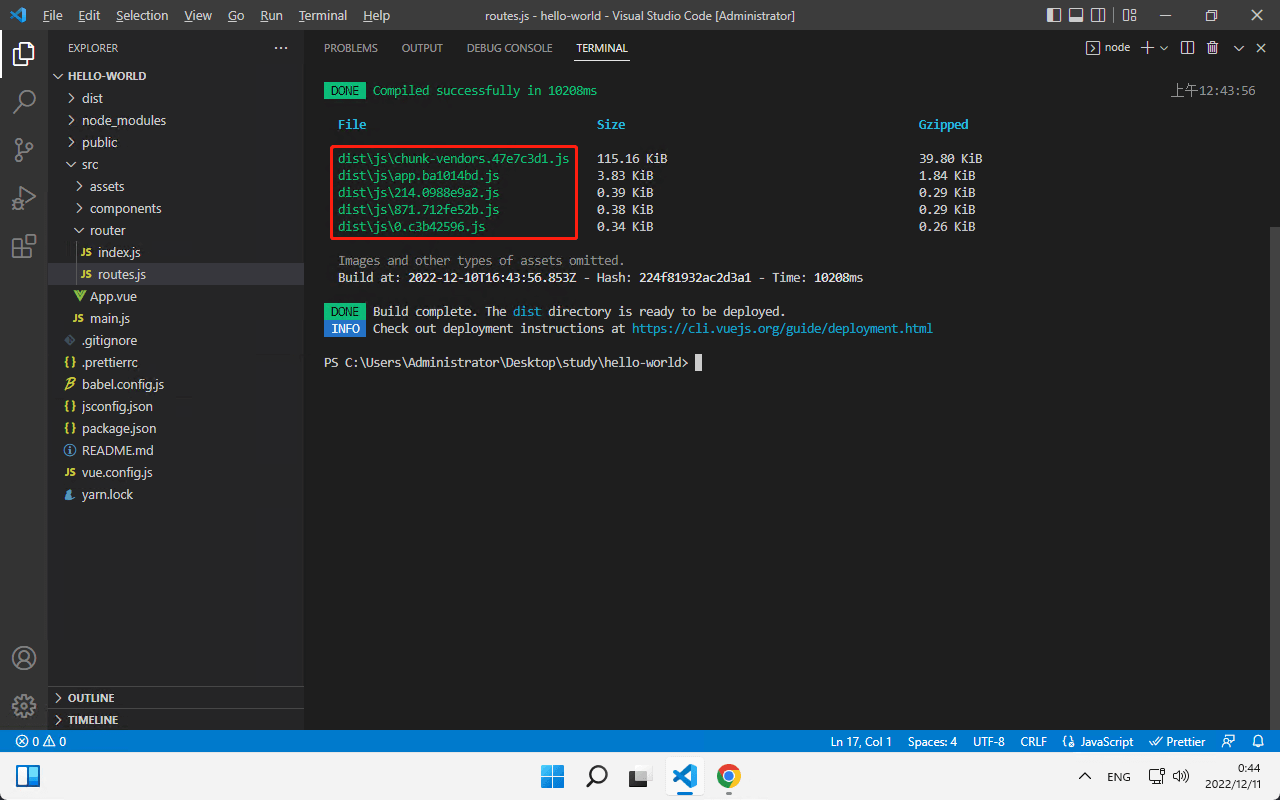 File Edit Selection View Go Run Terminal Help routes.js - hello-world - Visual Studio Code [Administrator]
EXPLORER
HELLO-WORLD
dist
node_modules
public
src
assets
components
router
JS index.js
JS routes.js
App.vue
JS main.js
.gitignore
{} .prettierrc
babel.config.js
{} jsconfig.json
{} package.json
README.md
JS vue.config.js
yarn.lock
OUTLINE
TIMELINE
PROBLEMS OUTPUT DEBUG CONSOLE TERMINAL node
DONE Compiled successfully in 10208ms 上午12:43:56
File Size Gzipped
dist\js\chunk-vendors.47e7c3d1.js 115.16 KiB 39.80 KiB
dist\js\app.ba1014bd.js 3.83 KiB 1.84 KiB
dist\js\214.0988e9a2.js 0.39 KiB 0.29 KiB
dist\js\871.712fe52b.js 0.38 KiB 0.29 KiB
dist\js\0.c3b42596.js 0.34 KiB 0.26 KiB
Images and other types of assets omitted.
Build at: 2022-12-10T16:43:56.853Z - Hash: 224f81932ac2d3a1 - Time: 10208ms
DONE Build complete. The dist directory is ready to be deployed.
INFO Check out deployment instructions at https://cli.vuejs.org/guide/deployment.html
PS C:\Users\Administrator\Desktop\study\hello-world>
0 0 Ln 17, Col 1 Spaces: 4 UTF-8 CRLF {} JavaScript Prettier
ENG 0:44
2022/12/11